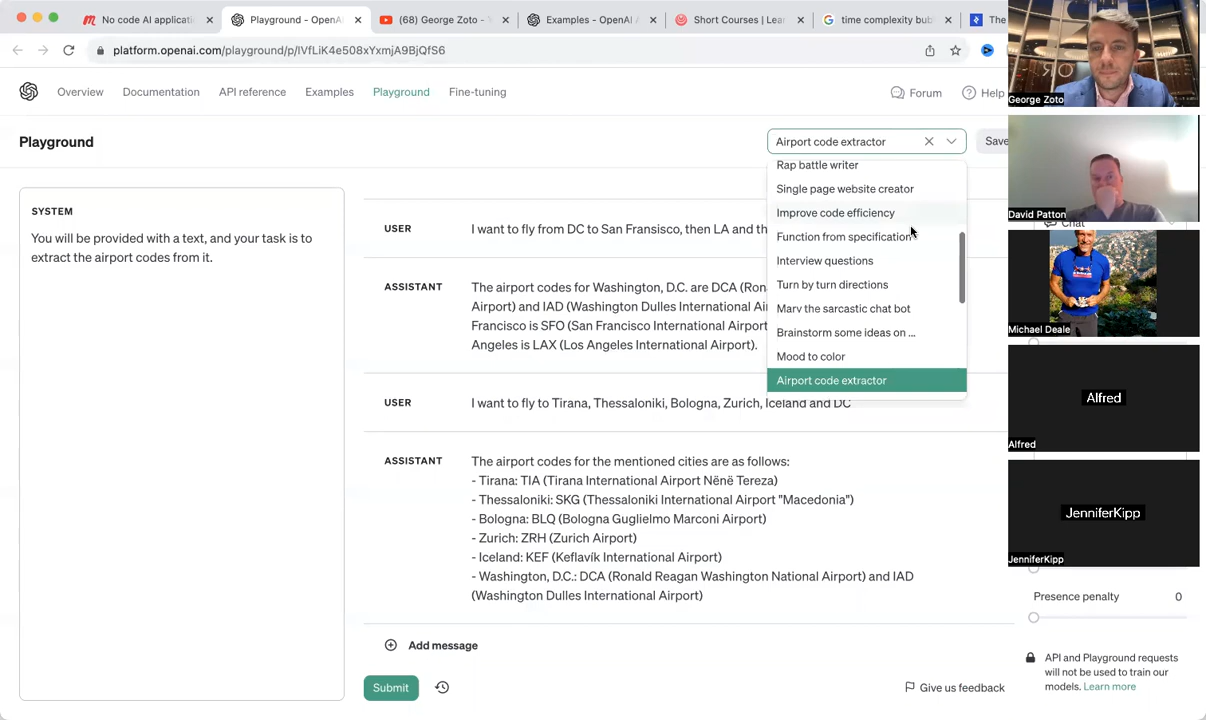 No code AI applicati
Playground - OpenAI
(68) George Zoto -
Examples - OpenAI
Short Courses | Lea
time complexity bub
The
platform.openai.com/playground/p/IVfLiK4e508xYxmjA9BjQfS6
Overview
Documentation
API reference
Examples
Playground
Fine-tuning
Forum
Help
Playground
Airport code extractor
Save
Rap battle writer
Single page website creator
Improve code efficiency
Function from specification
Interview questions
Turn by turn directions
Marv the sarcastic chat bot
Brainstorm some ideas on ...
Mood to color
Airport code extractor
SYSTEM
You will be provided with a text, and your task is to
extract the airport codes from it.
USER
I want to fly from DC to San Fransisco, then LA and th
ASSISTANT
The airport codes for Washington, D.C. are DCA (Ron
Airport) and IAD (Washington Dulles International Air
Francisco is SFO (San Francisco International Airport
Angeles is LAX (Los Angeles International Airport).
USER
I want to fly to Tirana, Thessaloniki, Bologna, Zurich, Iceland and DC
ASSISTANT
The airport codes for the mentioned cities are as follows:
- Tirana: TIA (Tirana International Airport Nënë Tereza)
- Thessaloniki: SKG (Thessaloniki International Airport "Macedonia")
- Bologna: BLQ (Bologna Guglielmo Marconi Airport)
- Zurich: ZRH (Zurich Airport)
- Iceland: KEF (Keflavík International Airport)
- Washington, D.C.: DCA (Ronald Reagan Washington National Airport) and IAD
(Washington Dulles International Airport)
Add message
Submit
Give us feedback
George Zoto
David Patton
Chat
Michael Deale
Alfred
Alfred
JenniferKipp
JenniferKipp
Presence penalty
0
API and Playground requests
will not be used to train our
models. Learn more